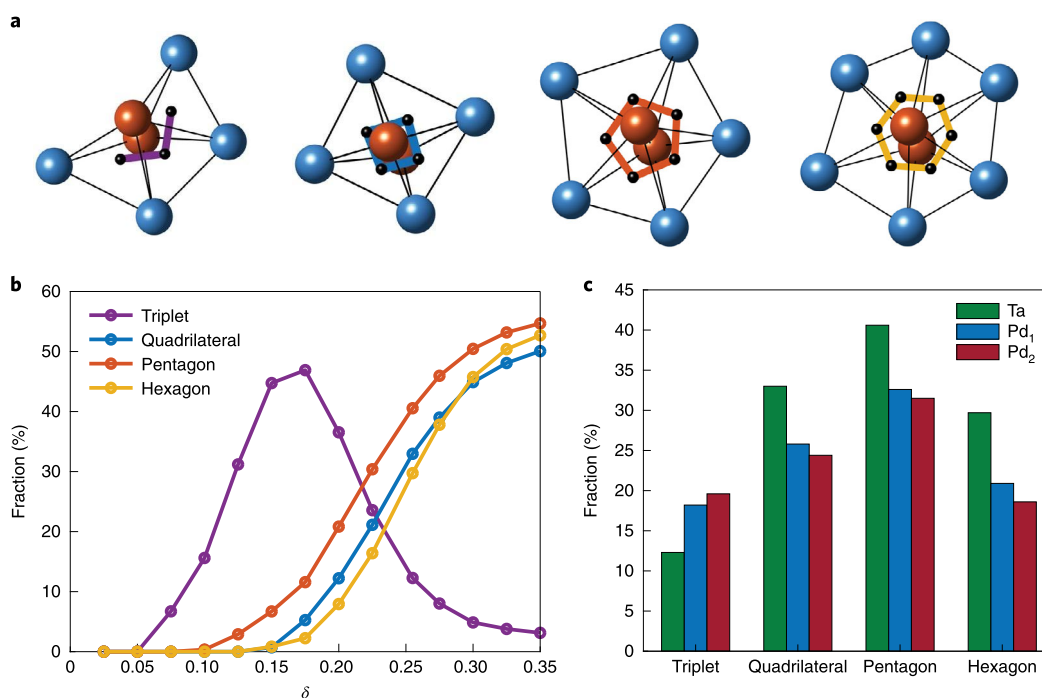 a
b
60
50
40
30
20
10
0
Fraction (%)
Triplet
Quadrilateral
Pentagon
Hexagon
0 0.05 0.10 0.15 0.20 0.25 0.30 0.35
δ
c
45
40
35
30
25
20
15
10
5
0
Fraction (%)
Ta
Pd1
Pd2
Triplet Quadrilateral Pentagon Hexagon